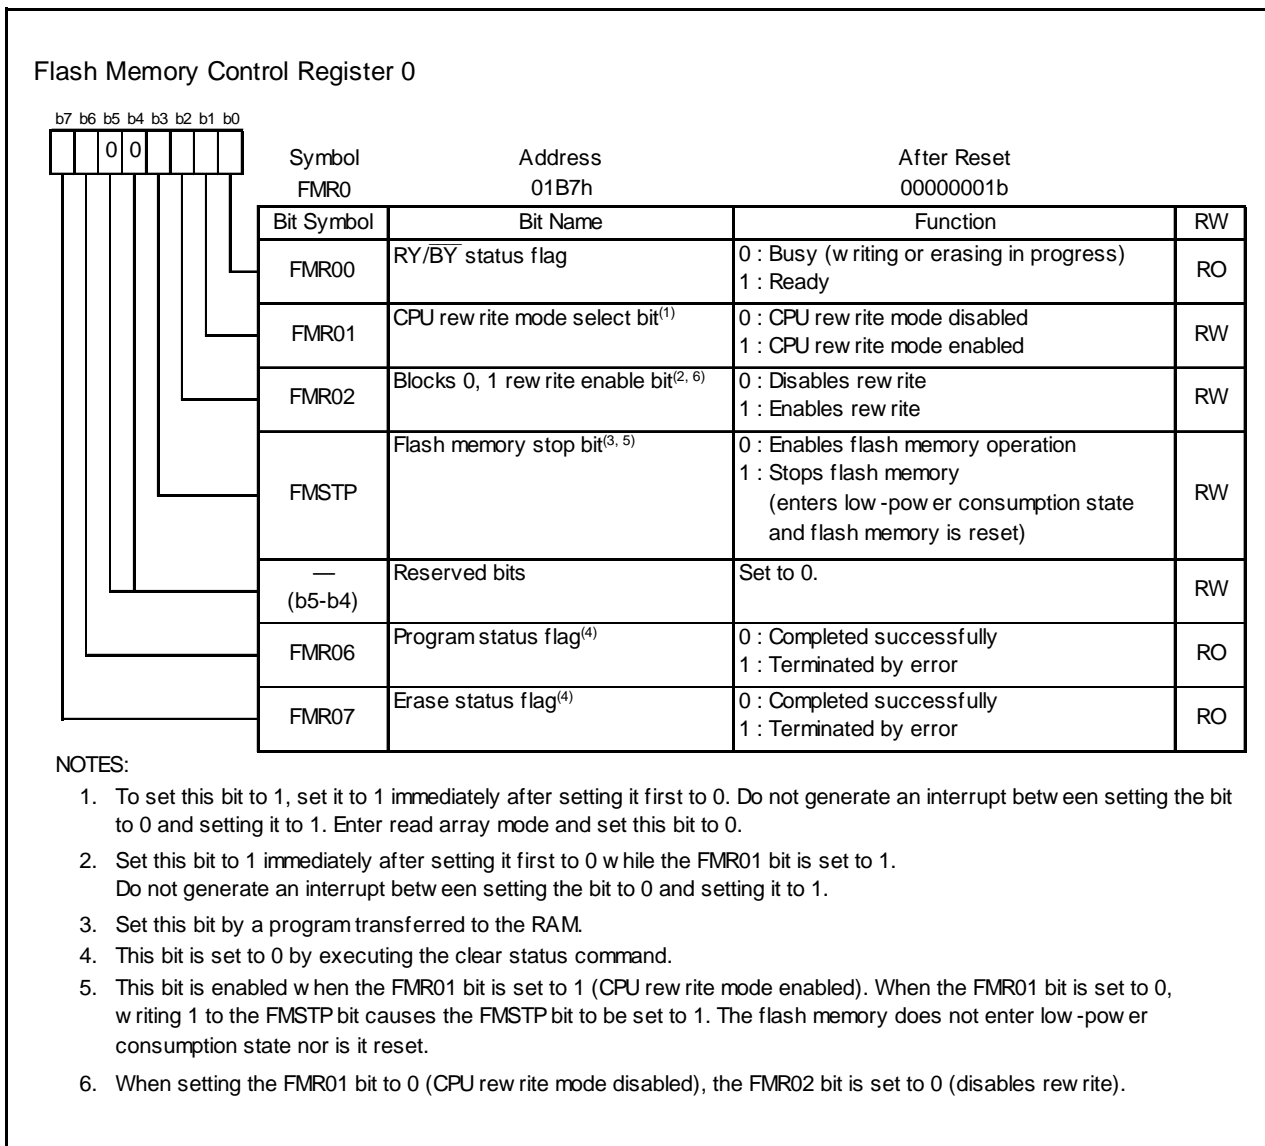 Flash Memory Control Register 0
b7 b6 b5 b4 b3 b2 b1 b0
0 0
Symbol Address After Reset
FMR0 01B7h 00000001b
Bit Symbol Bit Name Function RW
FMR00 RY/B̅Y̅ status flag 0 : Busy (writing or erasing in progress) RO
1 : Ready
FMR01 CPU rewrite mode select bit(1) 0 : CPU rewrite mode disabled RW
1 : CPU rewrite mode enabled
FMR02 Blocks 0, 1 rewrite enable bit(2, 6) 0 : Disables rewrite RW
1 : Enables rewrite
FMSTP Flash memory stop bit(3, 5) 0 : Enables flash memory operation RW
1 : Stops flash memory
(enters low-power consumption state
and flash memory is reset)
— Reserved bits Set to 0. RW
(b5-b4)
FMR06 Program status flag(4) 0 : Completed successfully RO
1 : Terminated by error
FMR07 Erase status flag(4) 0 : Completed successfully RO
1 : Terminated by error
NOTES:
1. To set this bit to 1, set it to 1 immediately after setting it first to 0. Do not generate an interrupt between setting the bit
to 0 and setting it to 1. Enter read array mode and set this bit to 0.
2. Set this bit to 1 immediately after setting it first to 0 while the FMR01 bit is set to 1.
Do not generate an interrupt between setting the bit to 0 and setting it to 1.
3. Set this bit by a program transferred to the RAM.
4. This bit is set to 0 by executing the clear status command.
5. This bit is enabled when the FMR01 bit is set to 1 (CPU rewrite mode enabled). When the FMR01 bit is set to 0,
writing 1 to the FMSTP bit causes the FMSTP bit to be set to 1. The flash memory does not enter low-power
consumption state nor is it reset.
6. When setting the FMR01 bit to 0 (CPU rewrite mode disabled), the FMR02 bit is set to 0 (disables rewrite).